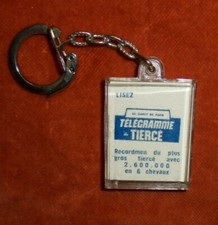 LISEZ
TÉLÉGRAMME
du TIERCÉ
Recordman du plus
gros tiercé avec
2.600.000
en 6 chevaux